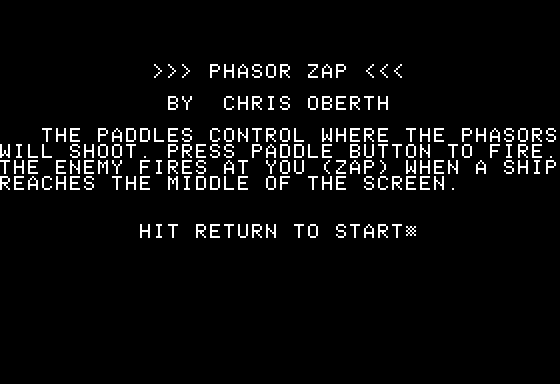 >>> PHASOR ZAP <<<
BY  CHRIS OBERTH
THE PADDLES CONTROL WHERE THE PHASORS
WILL SHOOT. PRESS PADDLE BUTTON TO FIRE.
THE ENEMY FIRES AT YOU (ZAP) WHEN A SHIP
REACHES THE MIDDLE OF THE SCREEN.
HIT RETURN TO START